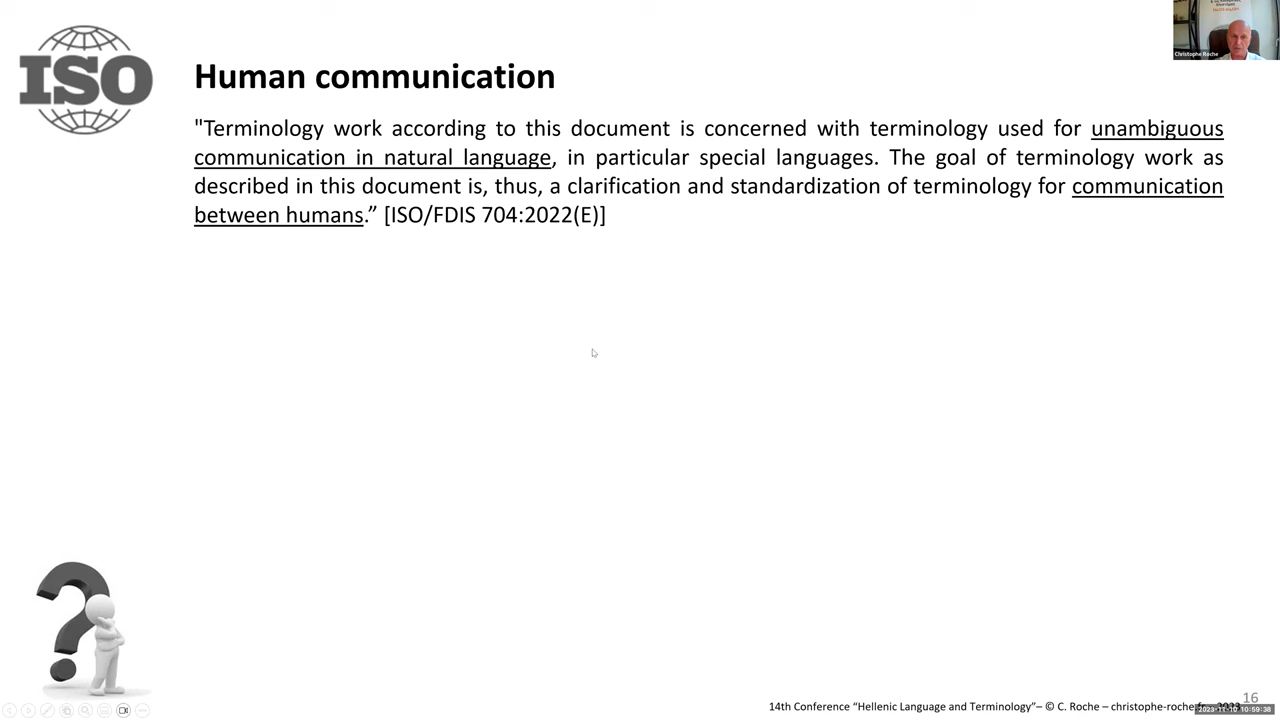 ISO
Human communication
"Terminology work according to this document is concerned with terminology used for unambiguous
communication in natural language, in particular special languages. The goal of terminology work as
described in this document is, thus, a clarification and standardization of terminology for communication
between humans.” [ISO/FDIS 704:2022(E)]
Christophe Roche
16
14th Conference “Hellenic Language and Terminology”– © C. Roche – christophe-roche
2023-11-10 10:59:38